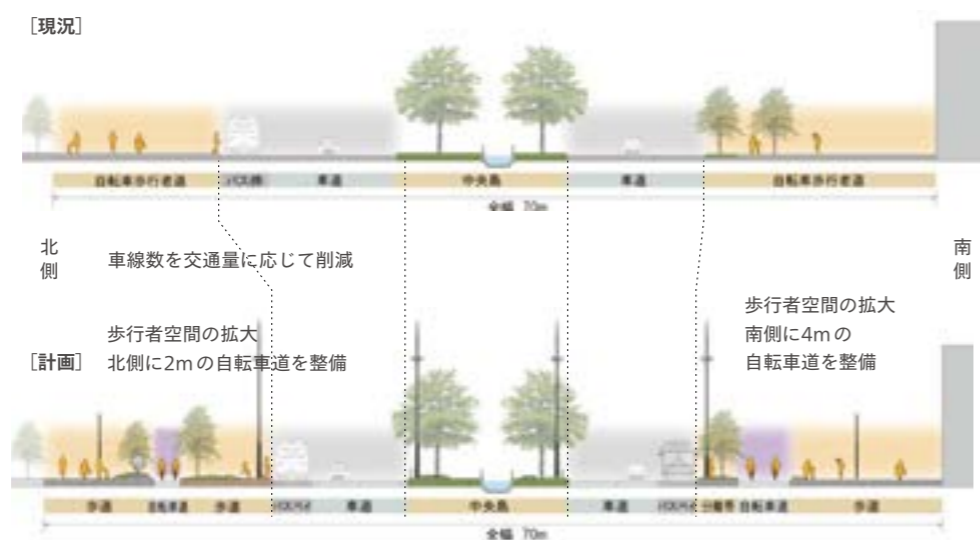 ［現況］
自転車歩行者道
車道
中央島
車道
自転車歩行者道
全幅 70m
北側
南側
車線数を交通量に応じて削減
歩行者空間の拡大
［計画］ 北側に2mの自転車道を整備
歩行者空間の拡大
南側に4mの
自転車道を整備
歩道
自転車道
歩道
車道
中央島
車道
分離帯
自転車道
歩道
全幅 70m